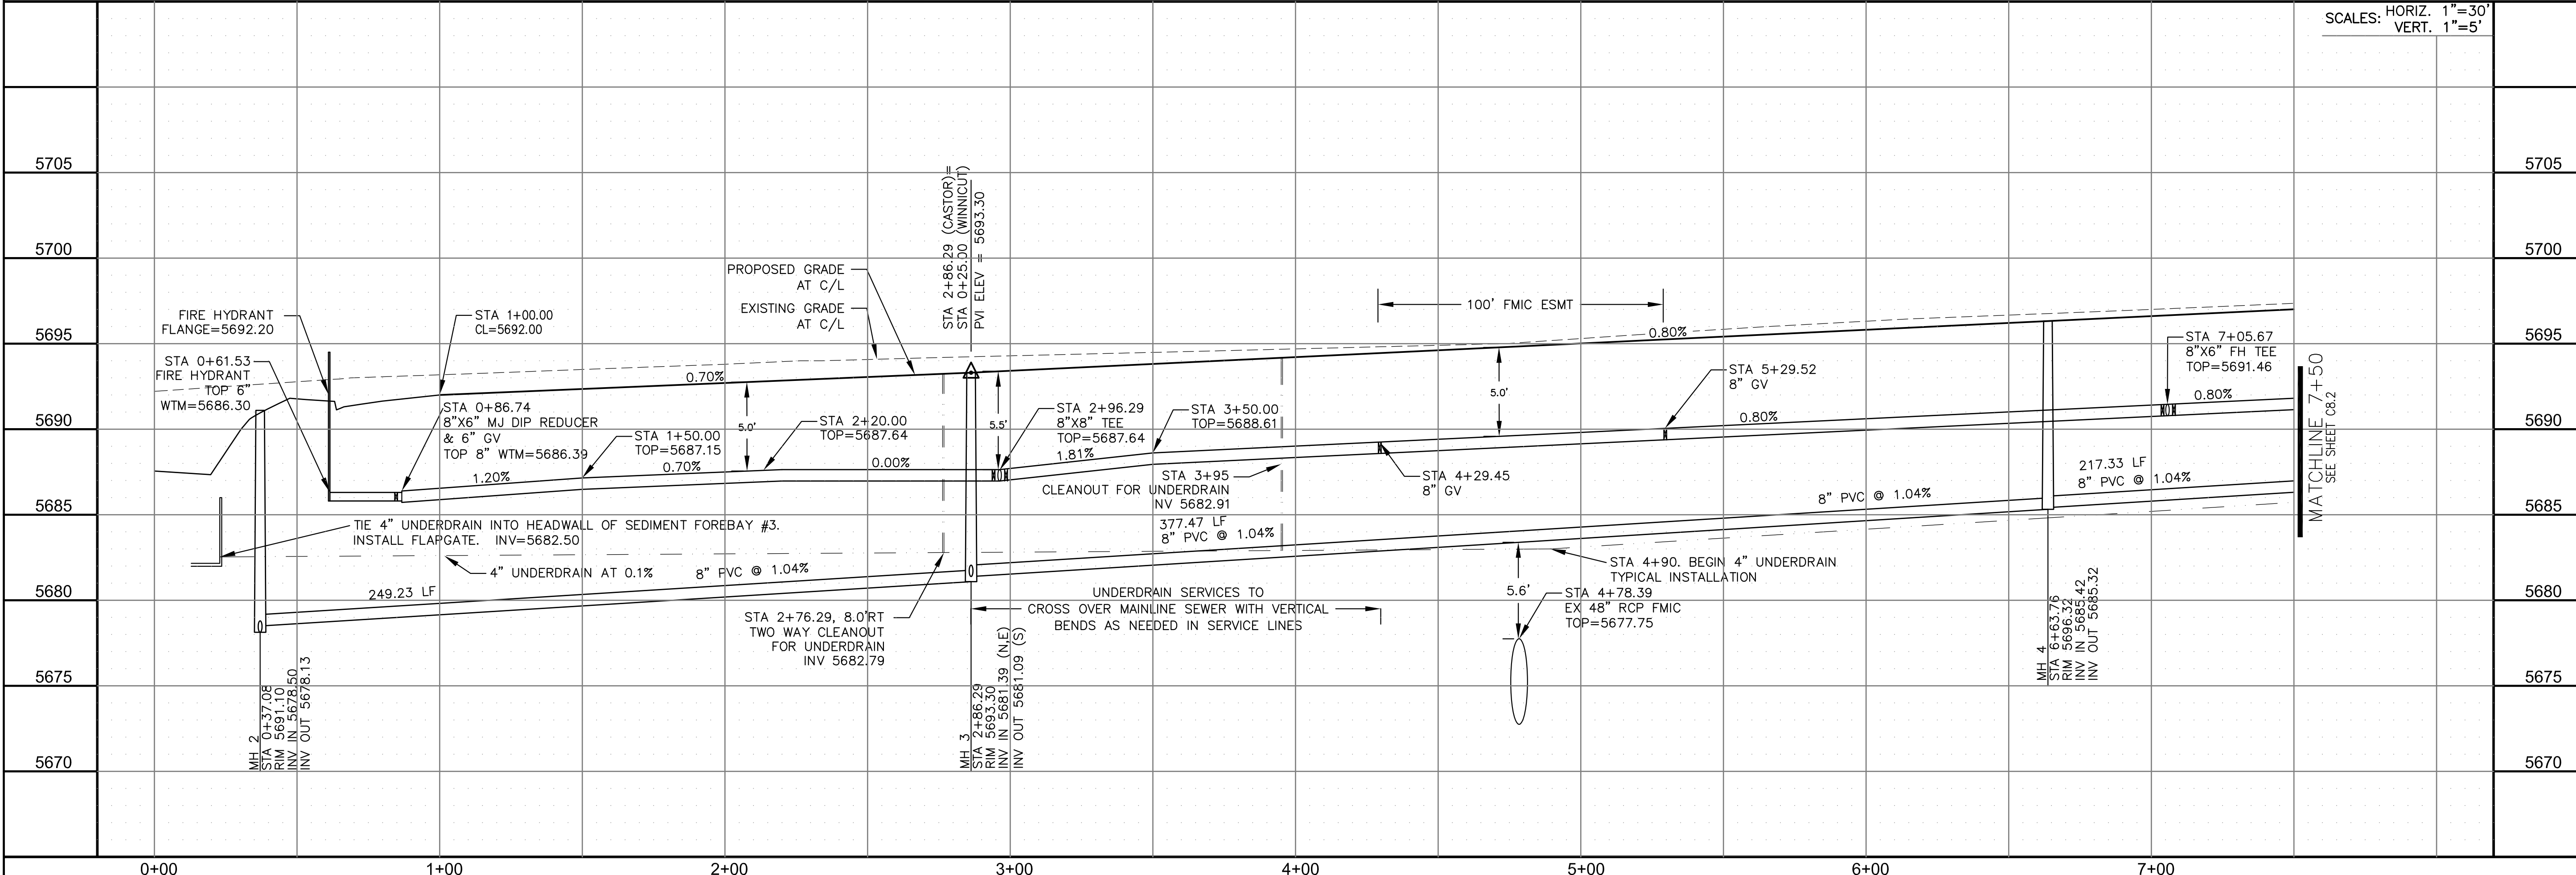 SCALES: HORIZ. 1"=30'
VERT. 1"=5'
5705
5705
5700
5700
5695
5695
5690
5690
5685
5685
5680
5680
5675
5675
5670
5670
STA 2+86.29 (CASTOR)=
STA 0+25.00 (WINNICUT)
PVI ELEV = 5693.30
PROPOSED GRADE
AT C/L
EXISTING GRADE
AT C/L
100' FMIC ESMT
FIRE HYDRANT
FLANGE=5692.20
STA 1+00.00
CL=5692.00
STA 0+61.53
FIRE HYDRANT
TOP 6"
WTM=5686.30
0.70%
0.80%
STA 7+05.67
8"X6" FH TEE
TOP=5691.46
STA 5+29.52
8" GV
STA 0+86.74
8"X6" MJ DIP REDUCER
& 6" GV
TOP 8" WTM=5686.39
STA 1+50.00
TOP=5687.15
5.0'
STA 2+20.00
TOP=5687.64
5.5'
STA 2+96.29
8"X8" TEE
TOP=5687.64
STA 3+50.00
TOP=5688.61
5.0'
0.80%
0.80%
1.20%
0.70%
0.00%
1.81%
STA 3+95
CLEANOUT FOR UNDERDRAIN
INV 5682.91
STA 4+29.45
8" GV
217.33 LF
8" PVC @ 1.04%
8" PVC @ 1.04%
MATCHLINE 7+50
SEE SHEET C8.2
TIE 4" UNDERDRAIN INTO HEADWALL OF SEDIMENT FOREBAY #3.
INSTALL FLAPGATE. INV=5682.50
377.47 LF
8" PVC @ 1.04%
4" UNDERDRAIN AT 0.1%
8" PVC @ 1.04%
249.23 LF
STA 4+90. BEGIN 4" UNDERDRAIN
TYPICAL INSTALLATION
UNDERDRAIN SERVICES TO
CROSS OVER MAINLINE SEWER WITH VERTICAL
BENDS AS NEEDED IN SERVICE LINES
5.6'
STA 4+78.39
EX 48" RCP FMIC
TOP=5677.75
STA 2+76.29, 8.0'RT
TWO WAY CLEANOUT
FOR UNDERDRAIN
INV 5682.79
MH 2
STA 0+37.08
RIM 5691.10
INV IN 5678.50
INV OUT 5678.13
MH 3
STA 2+86.29
RIM 5693.30
INV IN 5681.39 (N,E)
INV OUT 5681.09 (S)
MH 4
STA 6+63.76
RIM 5696.32
INV IN 5685.42
INV OUT 5685.32
0+00
1+00
2+00
3+00
4+00
5+00
6+00
7+00